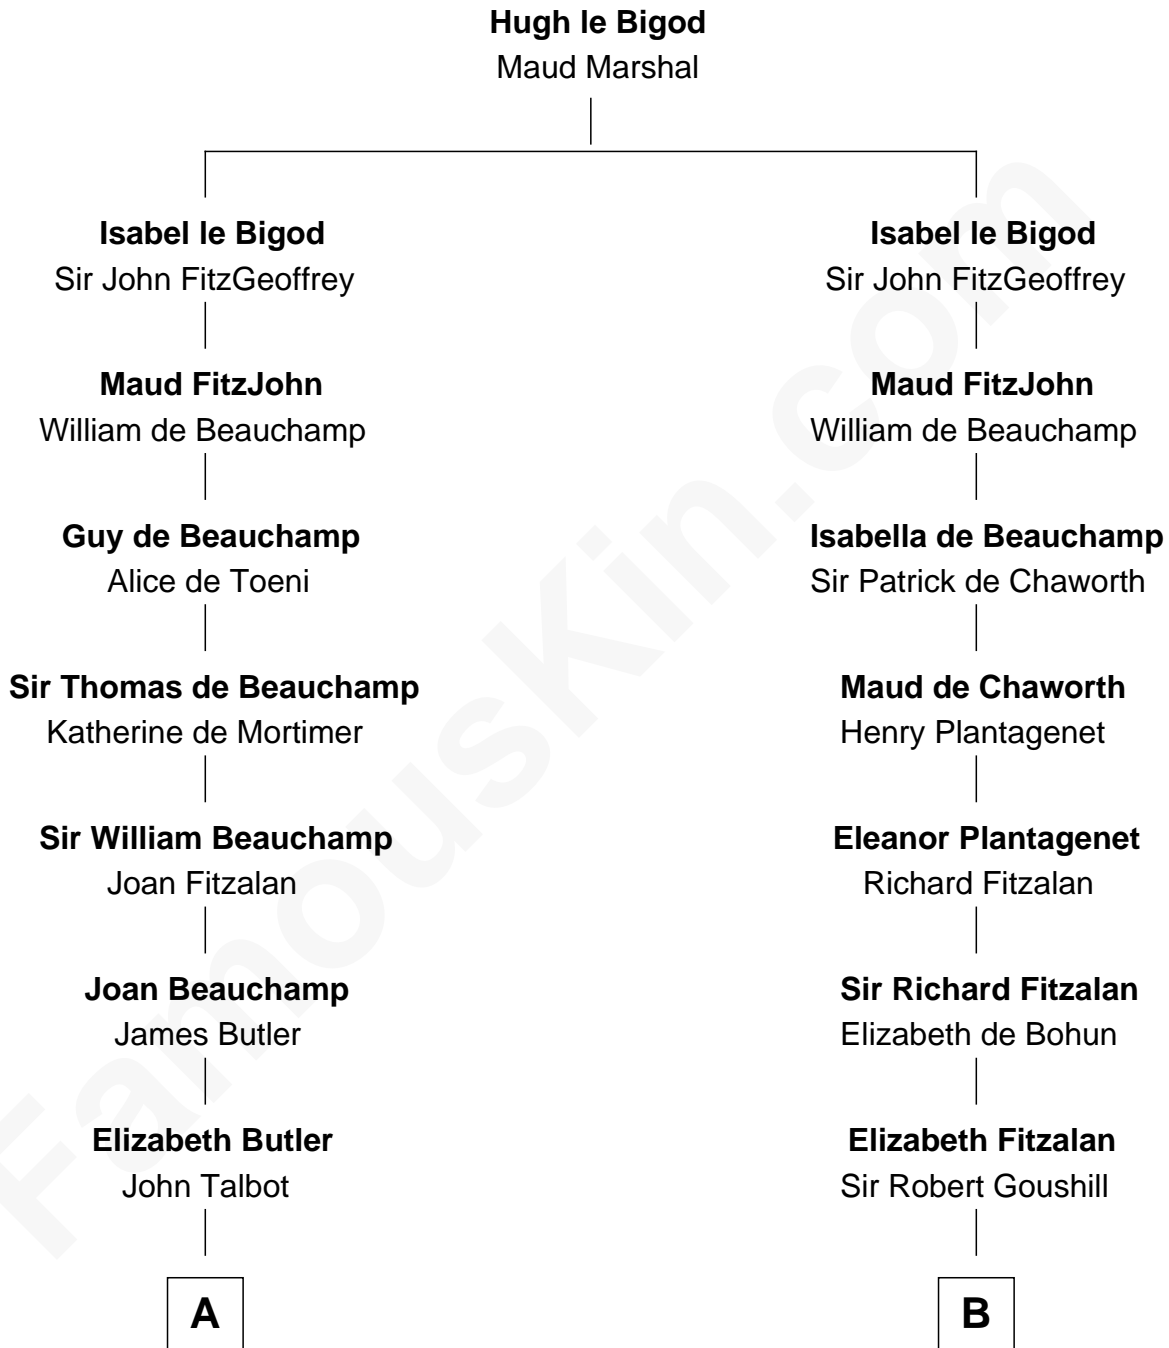 Hugh le Bigod
Maud Marshal
Isabel le Bigod
Sir John FitzGeoffrey
Maud FitzJohn
William de Beauchamp
Guy de Beauchamp
Alice de Toeni
Sir Thomas de Beauchamp
Katherine de Mortimer
Sir William Beauchamp
Joan Fitzalan
Joan Beauchamp
James Butler
Elizabeth Butler
John Talbot
A
Isabel le Bigod
Sir John FitzGeoffrey
Maud FitzJohn
William de Beauchamp
Isabella de Beauchamp
Sir Patrick de Chaworth
Maud de Chaworth
Henry Plantagenet
Eleanor Plantagenet
Richard Fitzalan
Sir Richard Fitzalan
Elizabeth de Bohun
Elizabeth Fitzalan
Sir Robert Goushill
B
FamousKin.com